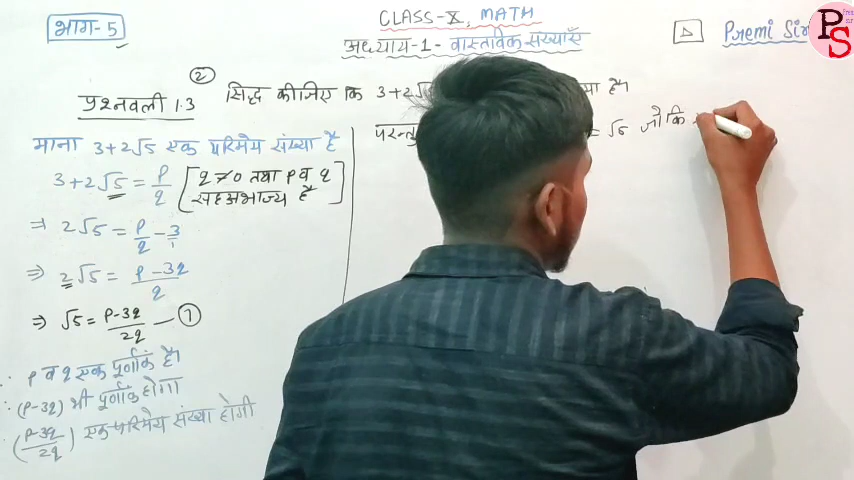 भाग-5
CLASS-X, MATH
अध्याय-1- वास्तविक संख्याएँ
Premi Sir
PS
प्रश्नवली 1.3
② सिद्ध कीजिए कि 3+2√5 है।
माना 3+2√5 एक परिमेय संख्या है
3+2√5 = p/q [q≠0 तथा p व q
सहअभाज्य है]
⇒ 2√5 = p/q - 3/1
⇒ 2√5 = p-3q/q
⇒ √5 = p-3q/2q — ①
∴ p व q एक पूर्णांक है।
∴ (p-3q) भी पूर्णांक होगा
(p-3q/2q) एक परिमेय संख्या होगी
परन्तु = √5 जो कि